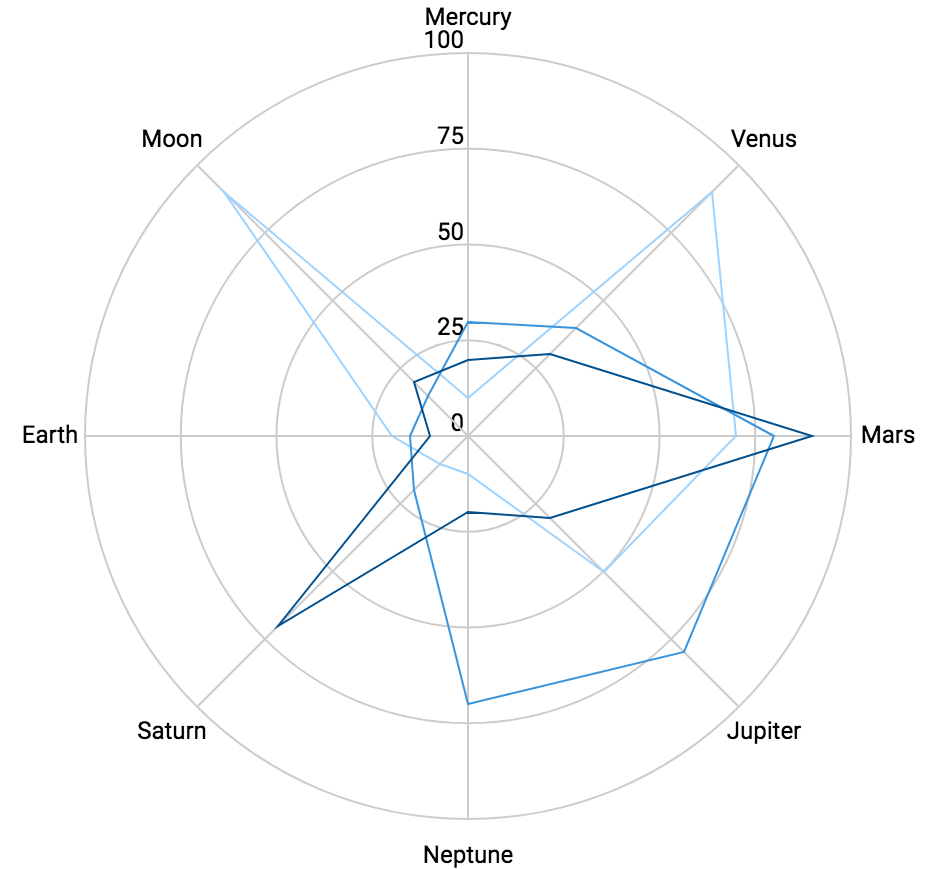 Mercury
100
Moon
75
Venus
50
25
0
Earth
Mars
Saturn
Jupiter
Neptune